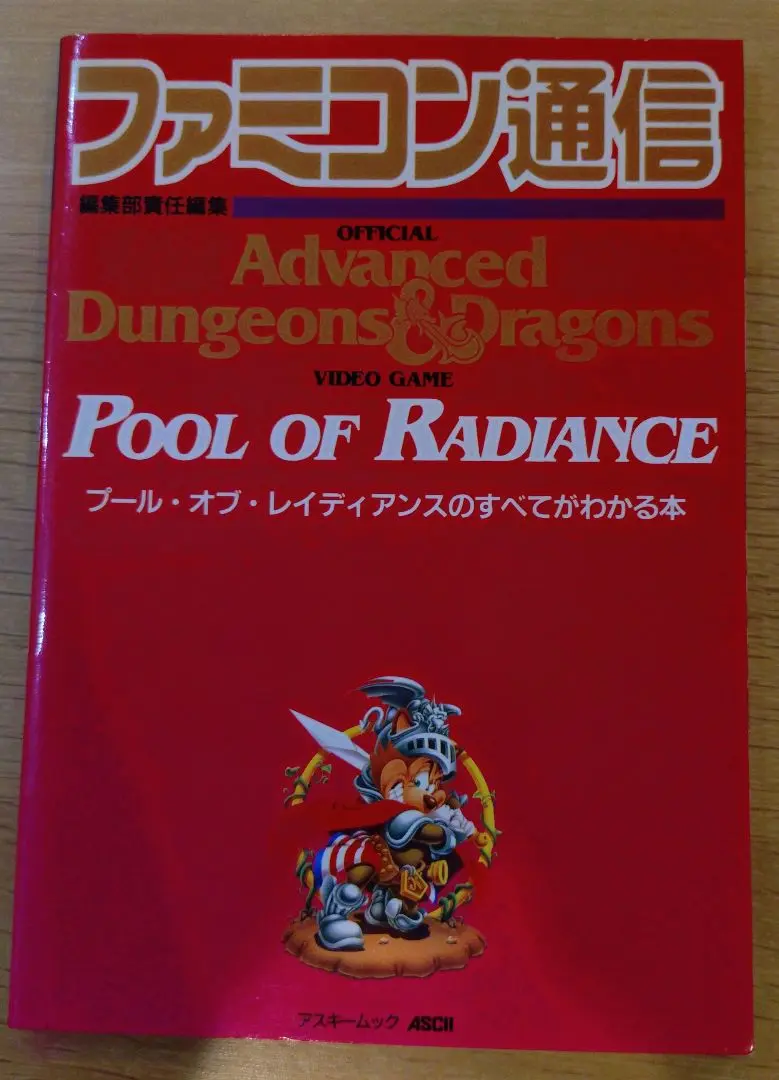 ファミコン通信
編集部責任編集
OFFICIAL
Advanced
Dungeons & Dragons
VIDEO GAME
POOL OF RADIANCE
プール・オブ・レイディアンスのすべてがわかる本
アスキームック ASCII